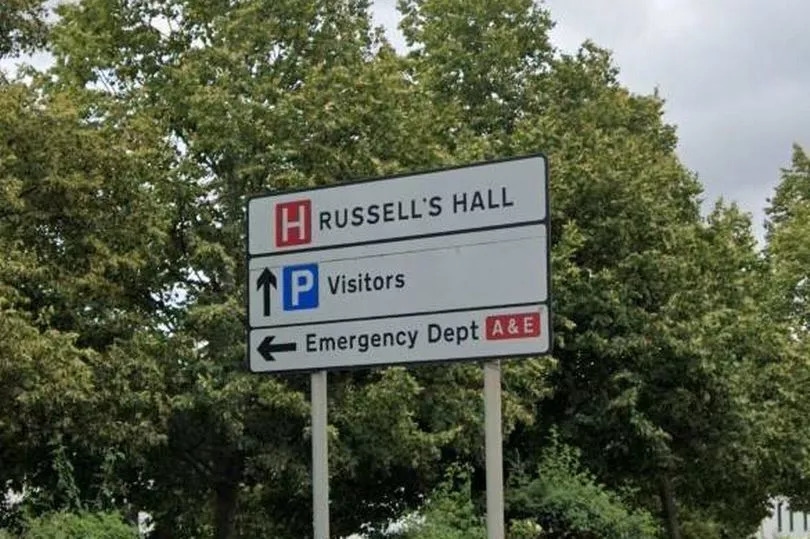 H RUSSELL'S HALL
P Visitors
Emergency Dept A & E